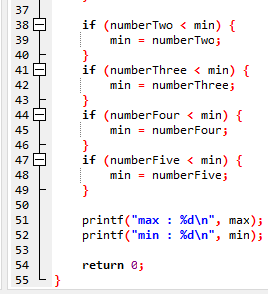 37
38 if (numberTwo < min) {
39 min = numberTwo;
40 }
41 if (numberThree < min) {
42 min = numberThree;
43 }
44 if (numberFour < min) {
45 min = numberFour;
46 }
47 if (numberFive < min) {
48 min = numberFive;
49 }
50
51 printf("max : %d\n", max);
52 printf("min : %d\n", min);
53
54 return 0;
55 }